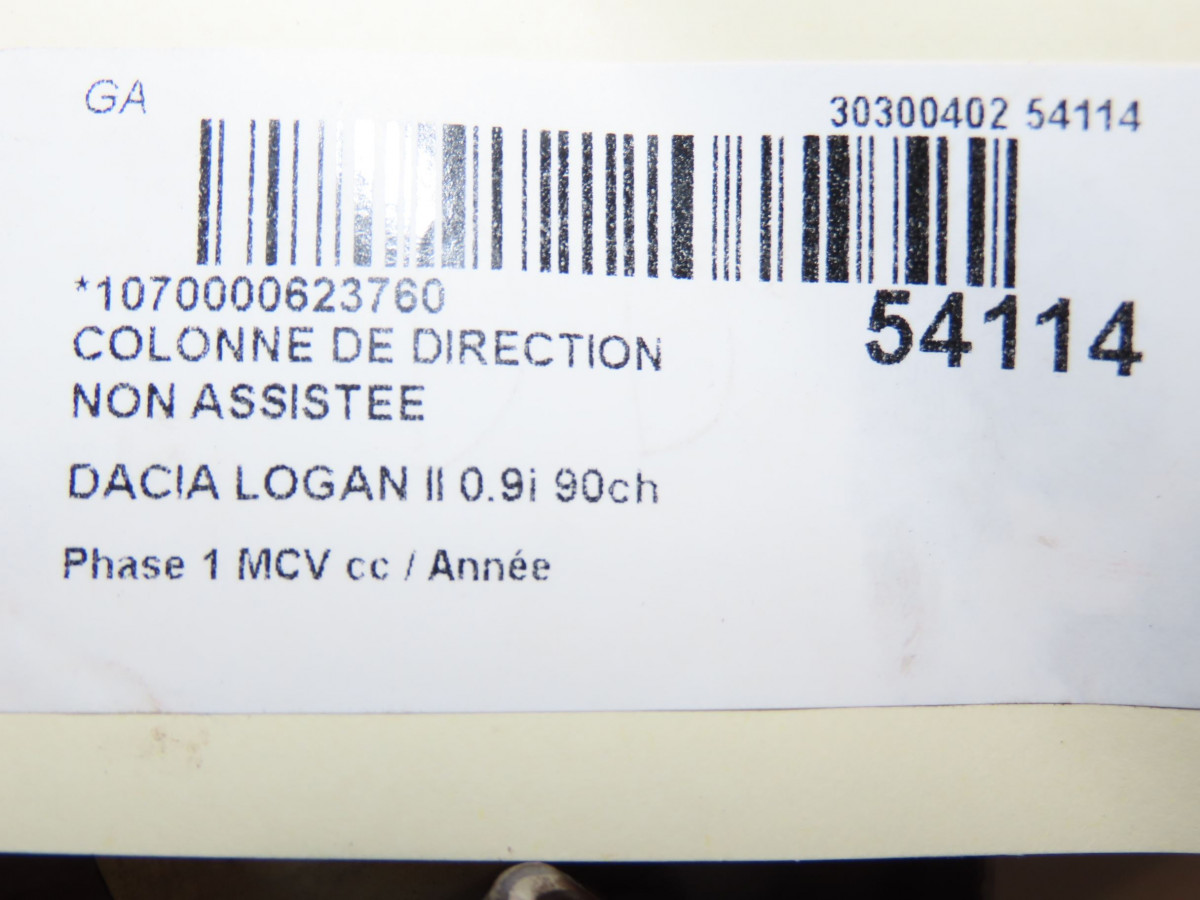 GA
30300402 54114
*1070000623760
54114
COLONNE DE DIRECTION
NON ASSISTEE
DACIA LOGAN II 0.9i 90ch
Phase 1 MCV cc / Année